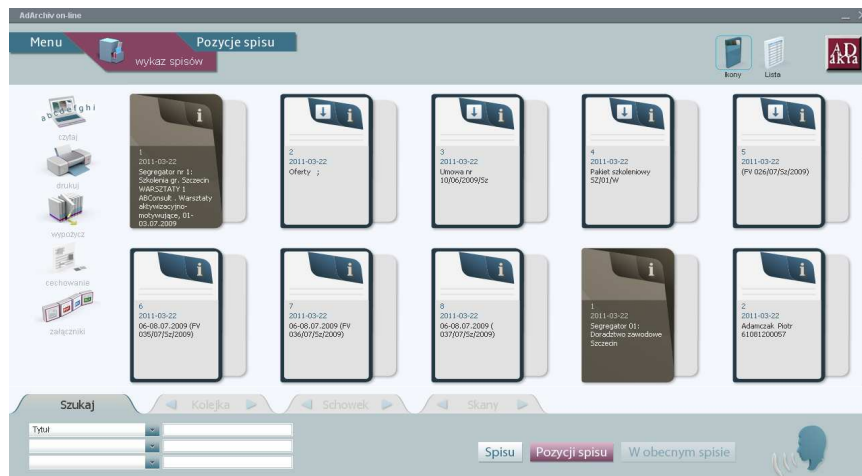 AdArchiv on-line
Menu
Pozycje spisu
wykaz spisów
Ikony
Lista
AD
akta
abcdefghi
czytaj
drukuj
wypożycz
cechowanie
załączniki
1
2011-03-22
Segregator nr 1:
Szkolenia gr. Szczecin
WARSZTATY 1
ABConsult . Warsztaty
aktywizacyjno-
motywujące, 01-
03.07.2009
2
2011-03-22
Oferty ;
3
2011-03-22
Umowa nr
10/06/2009/Sz
4
2011-03-22
Pakiet szkoleniowy
SZ/01/W
5
2011-03-22
(FV 026/07/Sz/2009)
6
2011-03-22
06-08.07.2009 (FV
035/07/Sz/2009)
7
2011-03-22
06-08.07.2009 (FV
036/07/Sz/2009)
8
2011-03-22
06-08.07.2009 (
037/07/Sz/2009)
1
2011-03-22
Segregator 01:
Doradztwo zawodowe
Szczecin
2
2011-03-22
Adamczak Piotr
61081200057
Szukaj
Kolejka
Schowek
Skany
Tytuł
Spisu
Pozycji spisu
W obecnym spisie